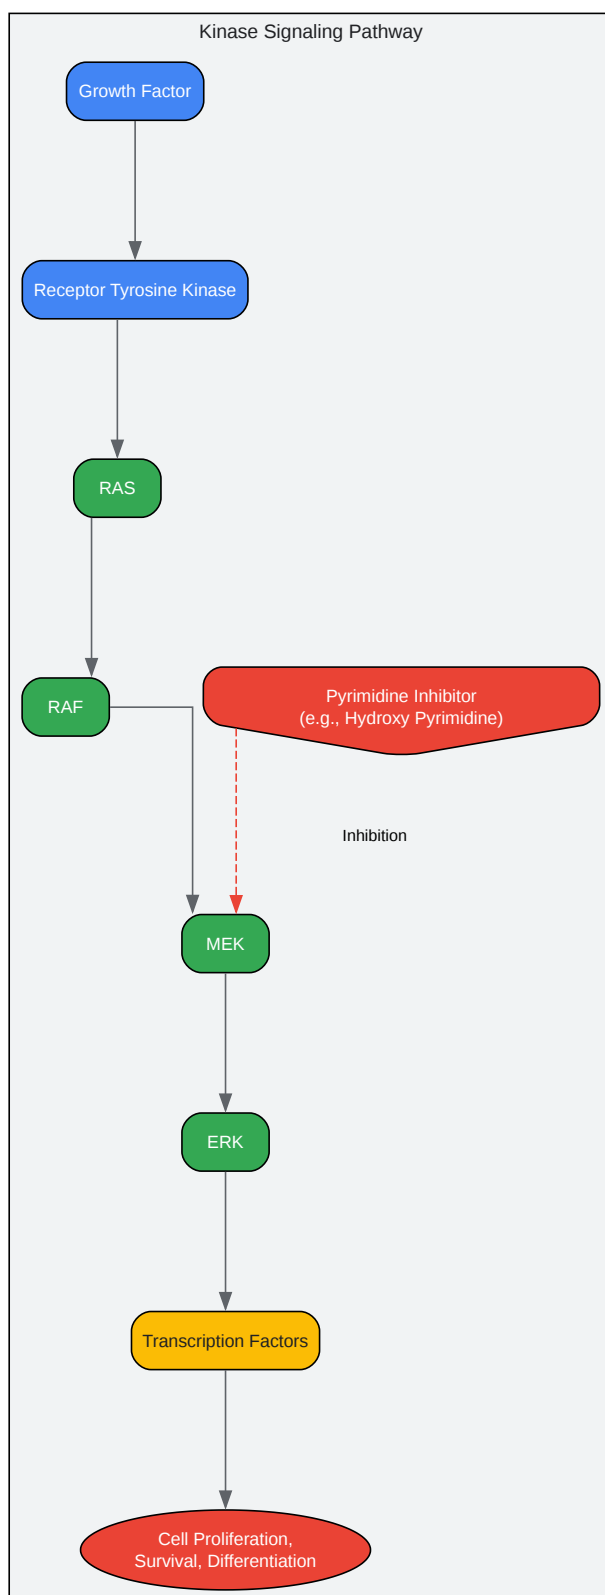 Kinase Signaling Pathway
Growth Factor
Receptor Tyrosine Kinase
RAS
RAF
Pyrimidine Inhibitor
(e.g., Hydroxy Pyrimidine)
Inhibition
MEK
ERK
Transcription Factors
Cell Proliferation,
Survival, Differentiation